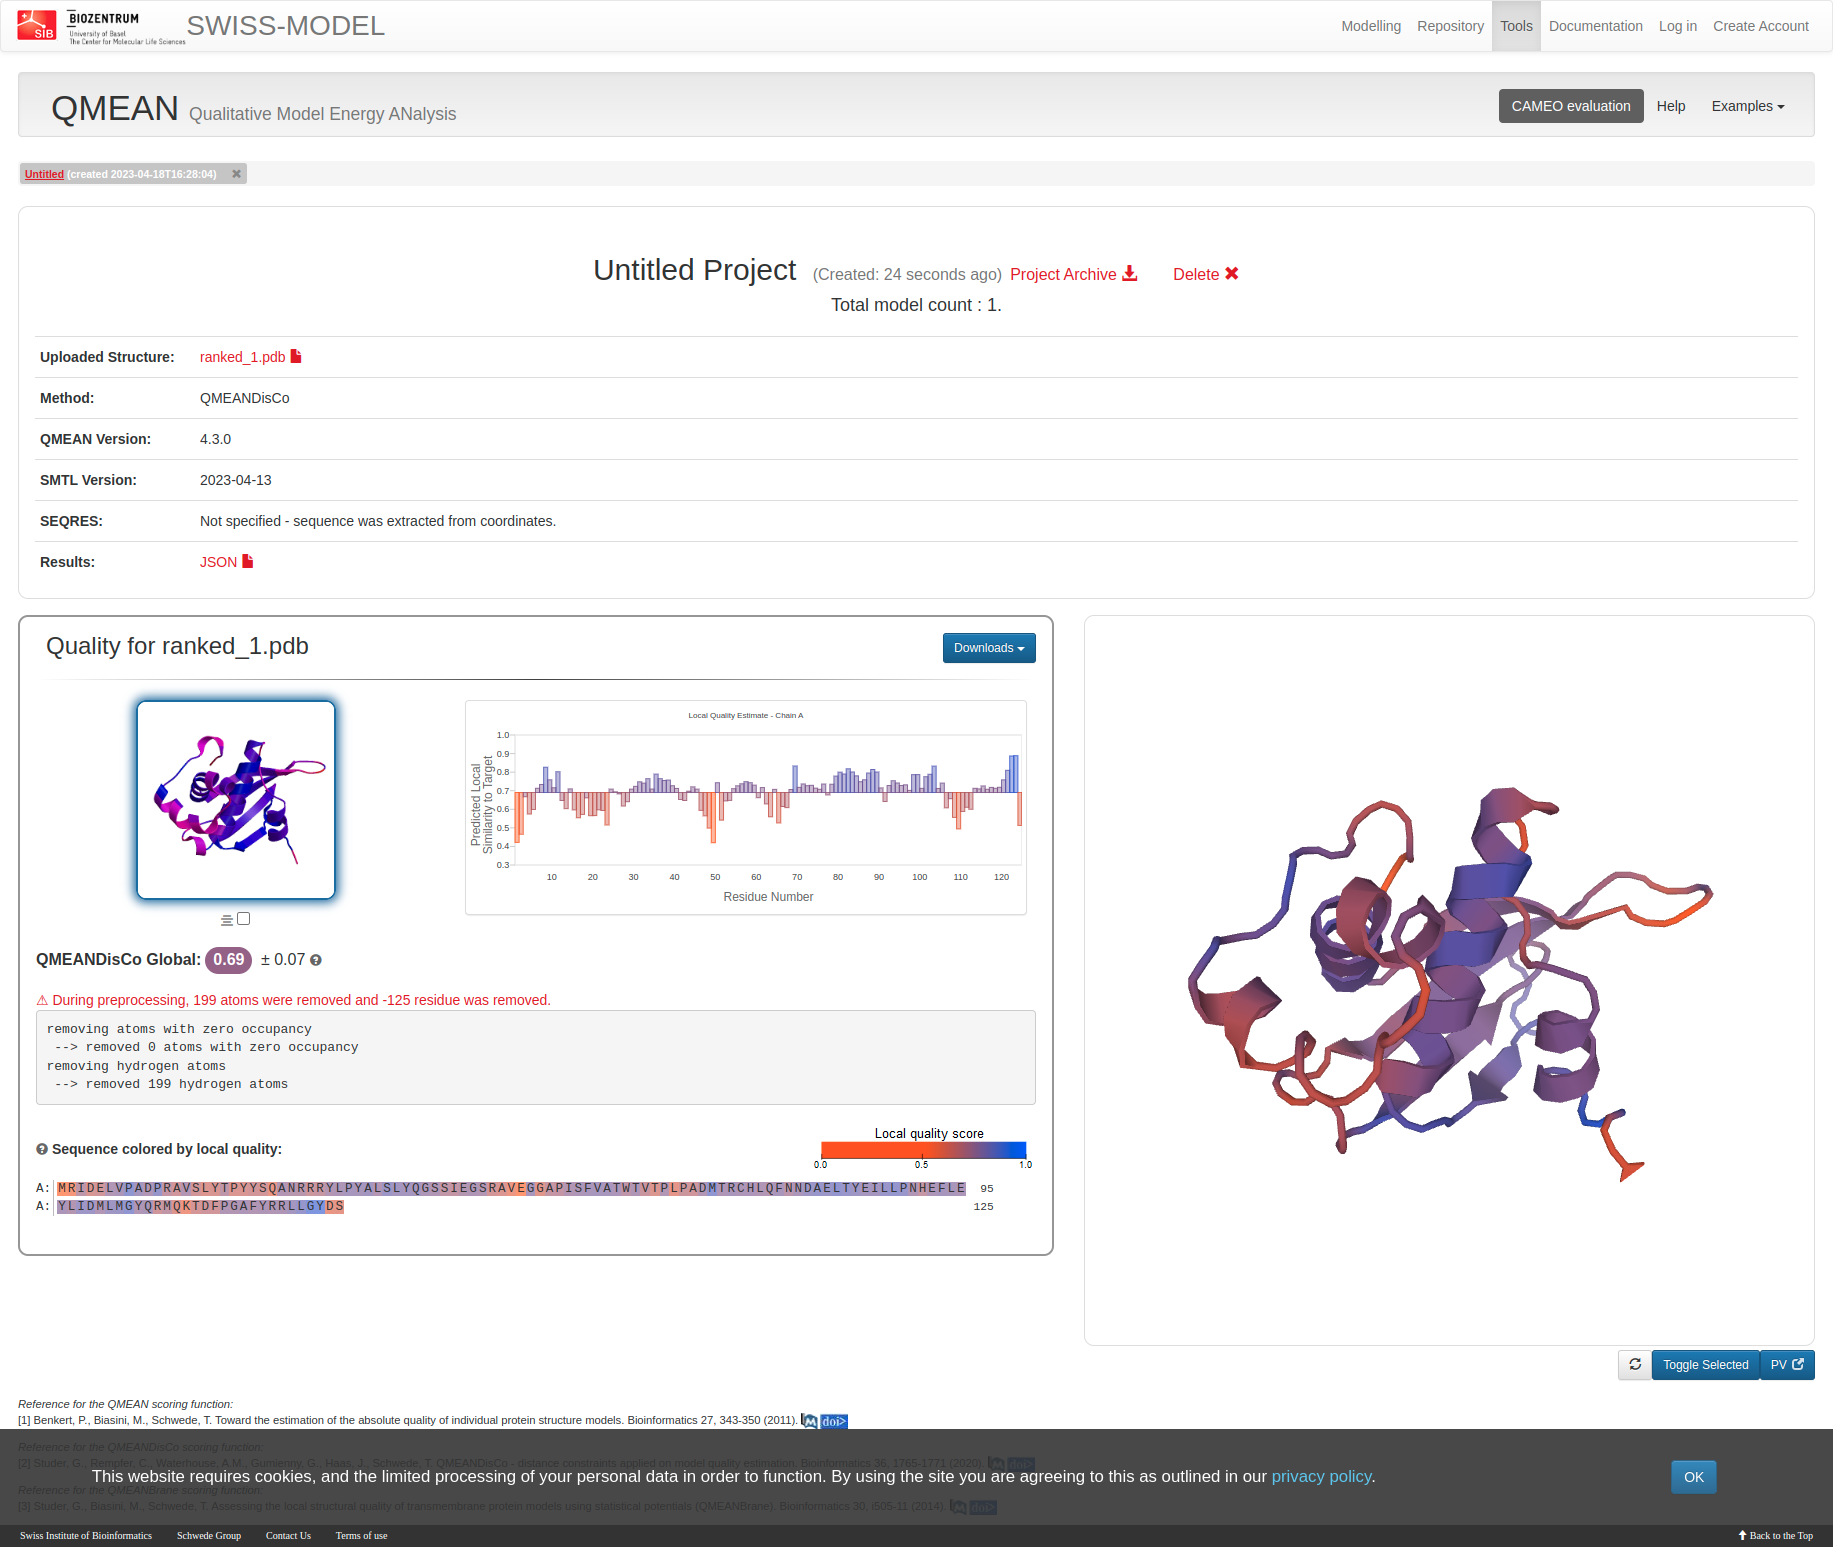 SIB
BIOZENTRUM
University of Basel
The Center for Molecular Life Sciences
SWISS-MODEL
Modelling Repository Tools Documentation Log in Create Account
QMEAN Qualitative Model Energy ANalysis
CAMEO evaluation Help Examples
Untitled (created 2023-04-18T16:28:04) ✖
Untitled Project (Created: 24 seconds ago) Project Archive Delete ✖
Total model count : 1.
Uploaded Structure: ranked_1.pdb
Method: QMEANDisCo
QMEAN Version: 4.3.0
SMTL Version: 2023-04-13
SEQRES: Not specified - sequence was extracted from coordinates.
Results: JSON
Quality for ranked_1.pdb
Downloads
Local Quality Estimate - Chain A
Predicted Local
Similarity to Target
1.0
0.9
0.8
0.7
0.6
0.5
0.4
0.3
10 20 30 40 50 60 70 80 90 100 110 120
Residue Number
QMEANDisCo Global: 0.69 ± 0.07
⚠ During preprocessing, 199 atoms were removed and -125 residue was removed.
removing atoms with zero occupancy
--> removed 0 atoms with zero occupancy
removing hydrogen atoms
--> removed 199 hydrogen atoms
Sequence colored by local quality:
Local quality score
0.0 0.5 1.0
A: MRIDELVPADPRAVSLYTPYYSQANRRRYLPYALSLYQGSSIEGSRAVEGGAPISFVATWTVTPLPADMTRCHLQFNNDAELTYEILLPNHEFLE 95
A: YLIDMLMGYQRMQKTDFPGAFYRRLLGYDS 125
Toggle Selected PV
Reference for the QMEAN scoring function:
[1] Benkert, P., Biasini, M., Schwede, T. Toward the estimation of the absolute quality of individual protein structure models. Bioinformatics 27, 343-350 (2011). M doi>
Reference for the QMEANDisCo scoring function:
[2] Studer, G., Rempfer, C., Waterhouse, A.M., Gumienny, G., Haas, J., Schwede, T. QMEANDisCo - distance constraints applied on model quality estimation. Bioinformatics 36, 1765-1771 (2020). M doi>
This website requires cookies, and the limited processing of your personal data in order to function. By using the site you are agreeing to this as outlined in our privacy policy.
OK
Reference for the QMEANBrane scoring function:
[3] Studer, G., Biasini, M., Schwede, T. Assessing the local structural quality of transmembrane protein models using statistical potentials (QMEANBrane). Bioinformatics 30, i505-11 (2014). M doi>
Swiss Institute of Bioinformatics Schwede Group Contact Us Terms of use
Back to the Top